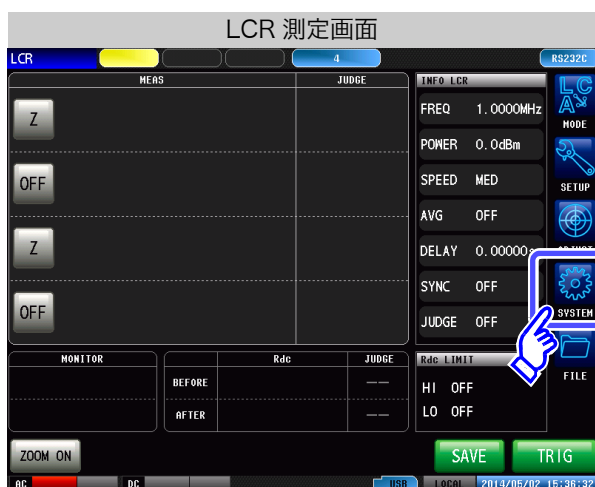 LCR 測定画面
LCR 4 RS232C
MEAS JUDGE INFO LCR
Z FREQ 1.0000MHz MODE
POWER 0.0dBm
OFF SPEED MED SETUP
AVG OFF
Z DELAY 0.00000
SYNC OFF
OFF JUDGE OFF SYSTEM
MONITOR Rdc JUDGE Rdc LIMIT
BEFORE -- HI OFF FILE
AFTER -- LO OFF
ZOOM ON SAVE TRIG
AC DC USB LOCAL 2014/05/02 15:36:32